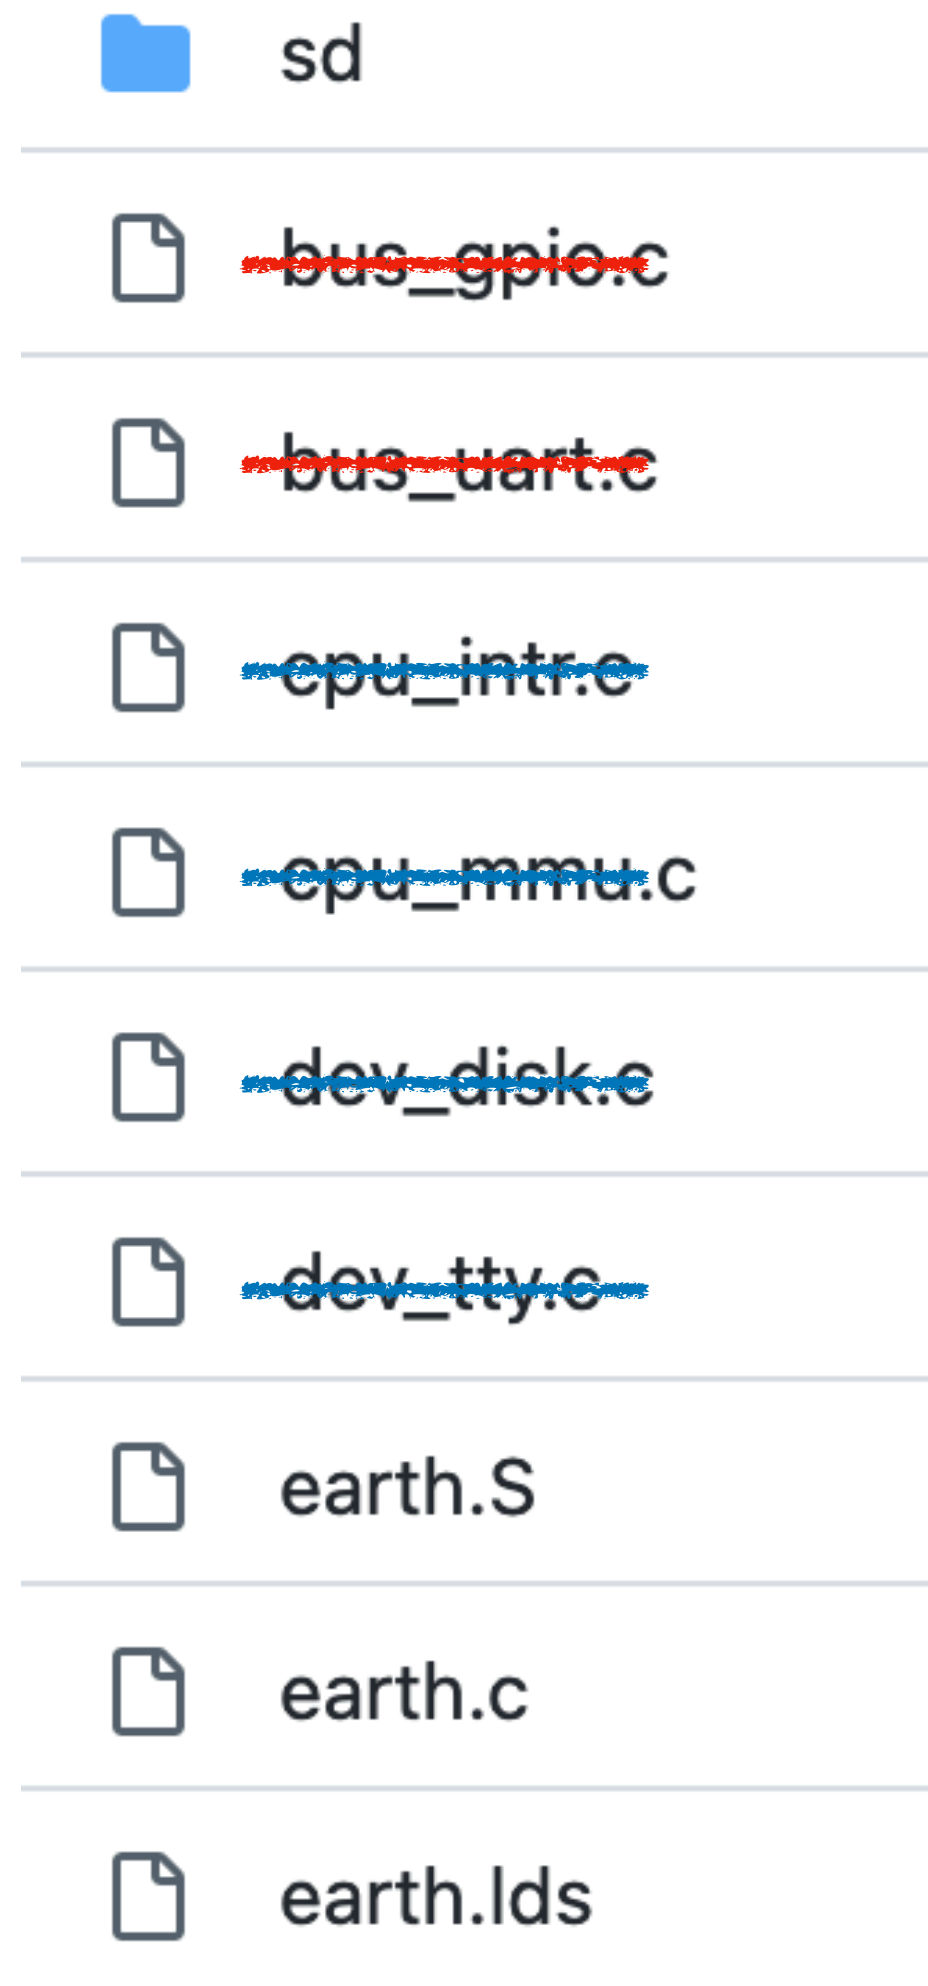 sd
bus_gpio.c
bus_uart.c
cpu_intr.c
cpu_mmu.c
dev_disk.c
dev_tty.c
earth.S
earth.c
earth.lds